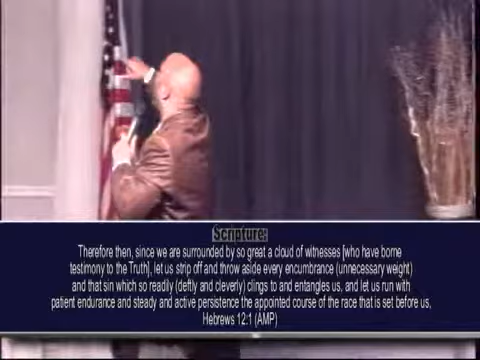 Scripture:
Therefore then, since we are surrounded by so great a cloud of witnesses [who have borne
testimony to the Truth], let us strip off and throw aside every encumbrance (unnecessary weight)
and that sin which so readily (deftly and cleverly) clings to and entangles us, and let us run with
patient endurance and steady and active persistence the appointed course of the race that is set before us,
Hebrews 12:1 (AMP)